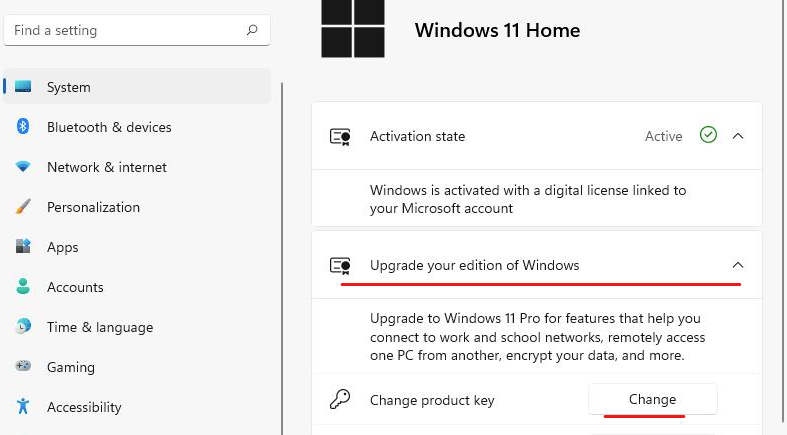 Find a setting
Windows 11 Home
System
Bluetooth & devices
Network & internet
Personalization
Apps
Accounts
Time & language
Gaming
Accessibility
Activation state
Active
Windows is activated with a digital license linked to
your Microsoft account
Upgrade your edition of Windows
Upgrade to Windows 11 Pro for features that help you
connect to work and school networks, remotely access
one PC from another, encrypt your data, and more.
Change product key
Change